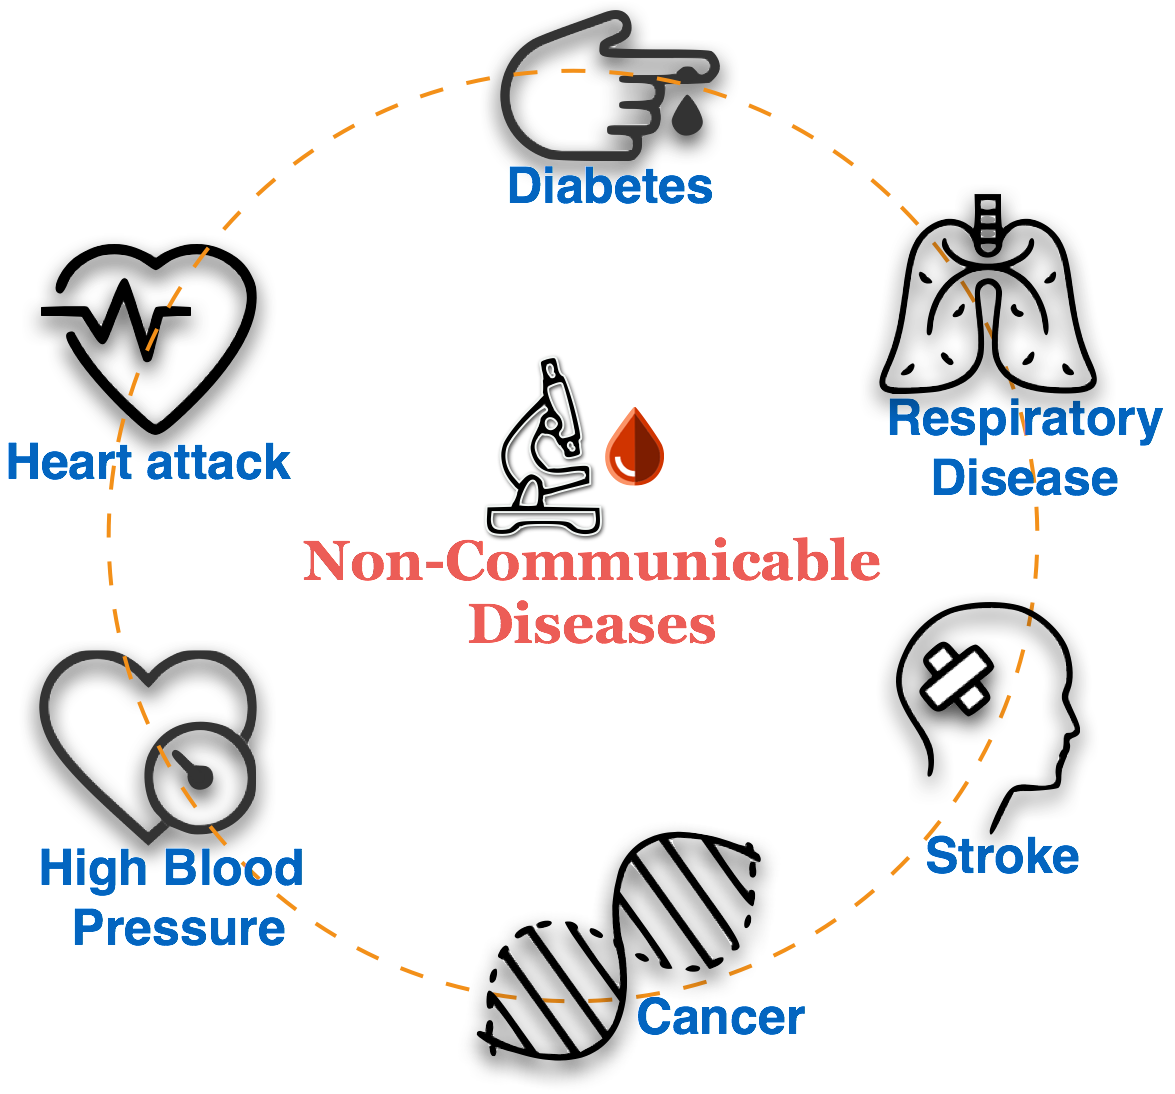 Diabetes
Respiratory
Disease
Heart attack
Non-Communicable
Diseases
Stroke
High Blood
Pressure
Cancer